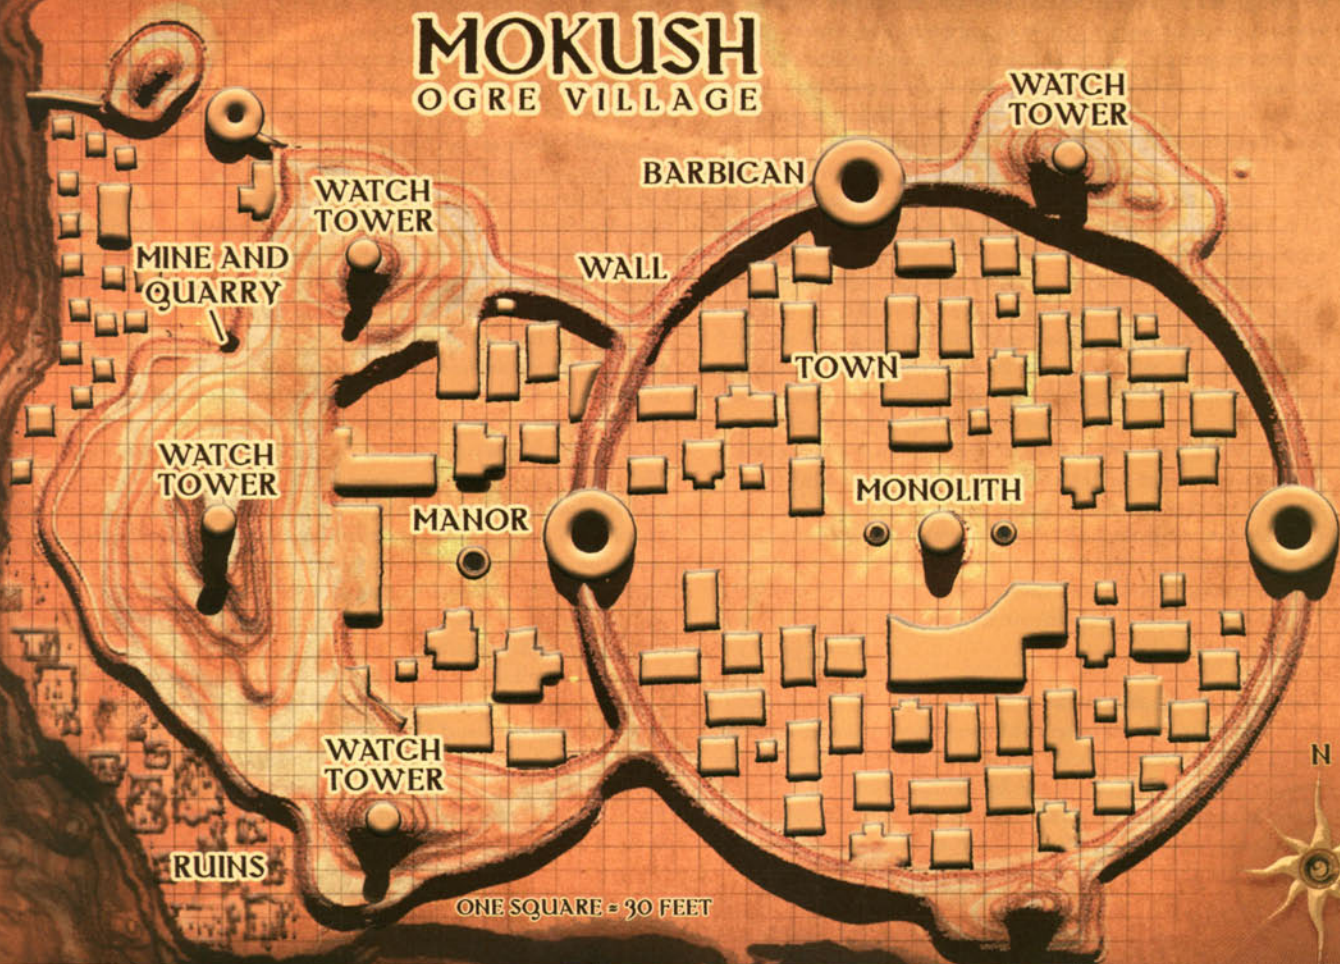 MOKUSH
OGRE VILLAGE
WATCH
TOWER
BARBICAN
WATCH
TOWER
MINE AND
QUARRY
WALL
TOWN
WATCH
TOWER
MANOR
MONOLITH
WATCH
TOWER
N
RUINS
ONE SQUARE = 30 FEET